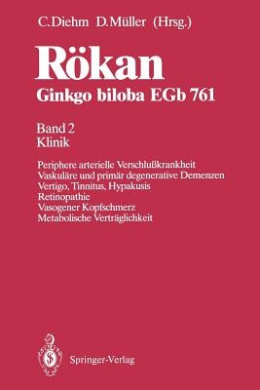 C. Diehm D. Müller (Hrsg.)
Rökan
Ginkgo biloba EGb 761
Band 2
Klinik
Periphere arterielle Verschlußkrankheit
Vaskuläre und primär degenerative Demenzen
Vertigo, Tinnitus, Hypakusis
Retinopathie
Vasogener Kopfschmerz
Metabolische Verträglichkeit
Springer-Verlag